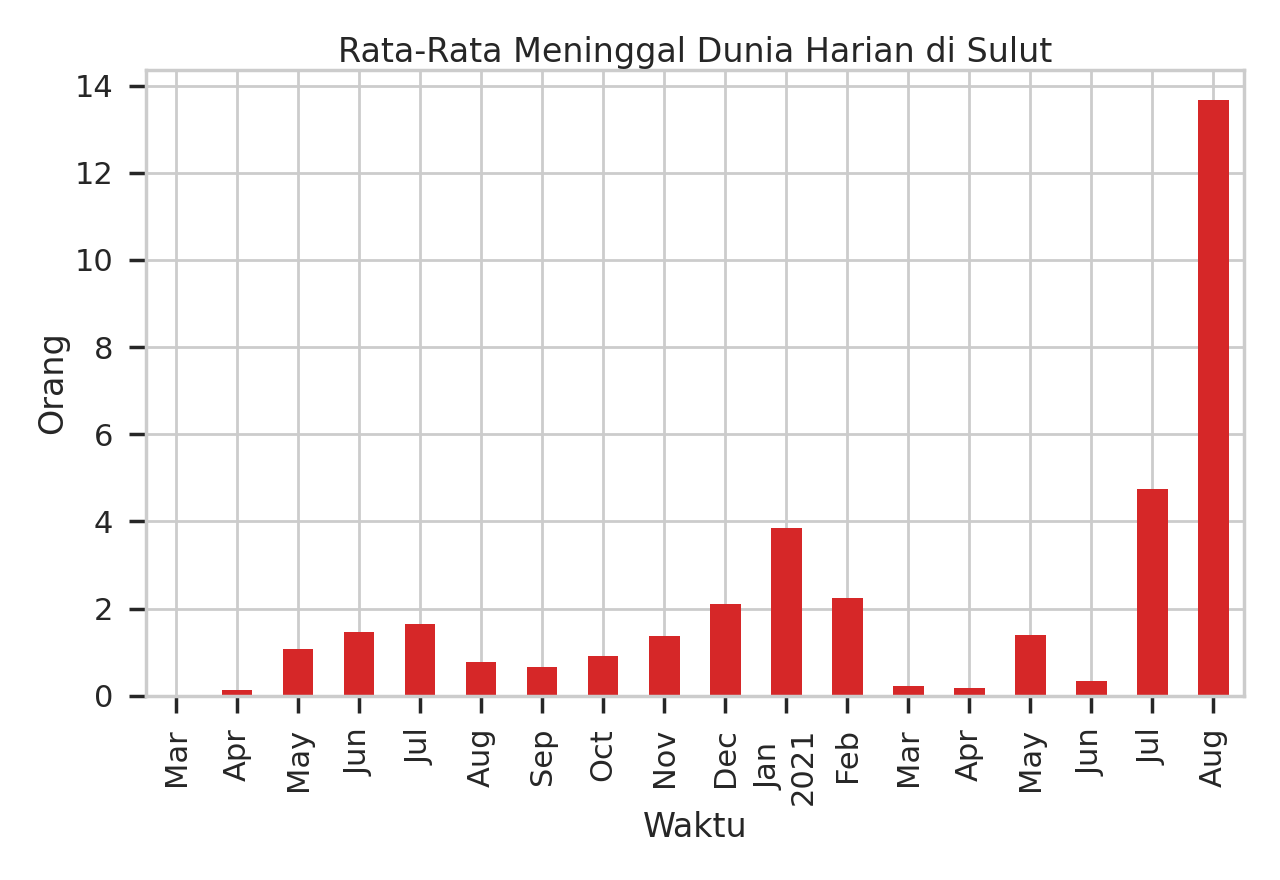 Rata-Rata Meninggal Dunia Harian di Sulut
14
12
10
8
6
4
2
0
Orang
Mar
Apr
May
Jun
Jul
Aug
Sep
Oct
Nov
Dec
Jan
2021
Feb
Mar
Apr
May
Jun
Jul
Aug
Waktu